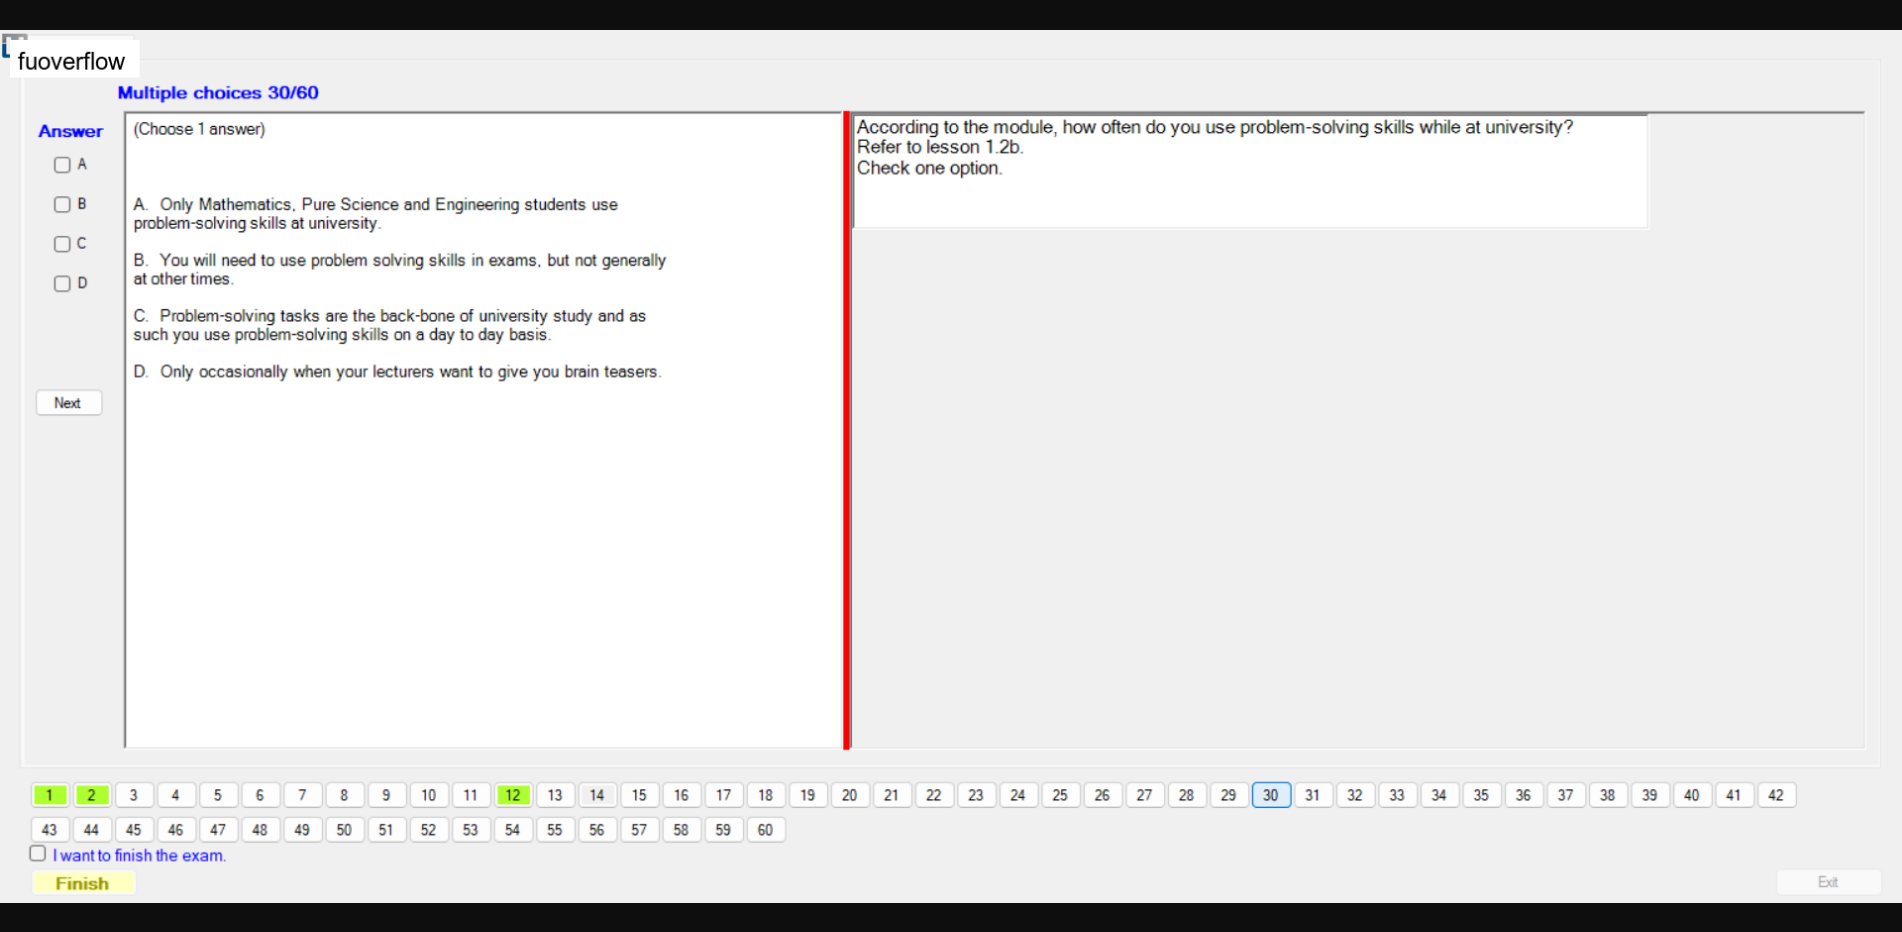 fuoverflow
Multiple choices 30/60
Answer
A
B
C
D
Next
(Choose 1 answer)
A. Only Mathematics, Pure Science and Engineering students use
problem-solving skills at university.
B. You will need to use problem solving skills in exams, but not generally
at other times.
C. Problem-solving tasks are the back-bone of university study and as
such you use problem-solving skills on a day to day basis.
D. Only occasionally when your lecturers want to give you brain teasers.
According to the module, how often do you use problem-solving skills while at university?
Refer to lesson 1.2b.
Check one option.
1 2 3 4 5 6 7 8 9 10 11 12 13 14 15 16 17 18 19 20 21 22 23 24 25 26 27 28 29 30 31 32 33 34 35 36 37 38 39 40 41 42
43 44 45 46 47 48 49 50 51 52 53 54 55 56 57 58 59 60
I want to finish the exam.
Finish
Exit